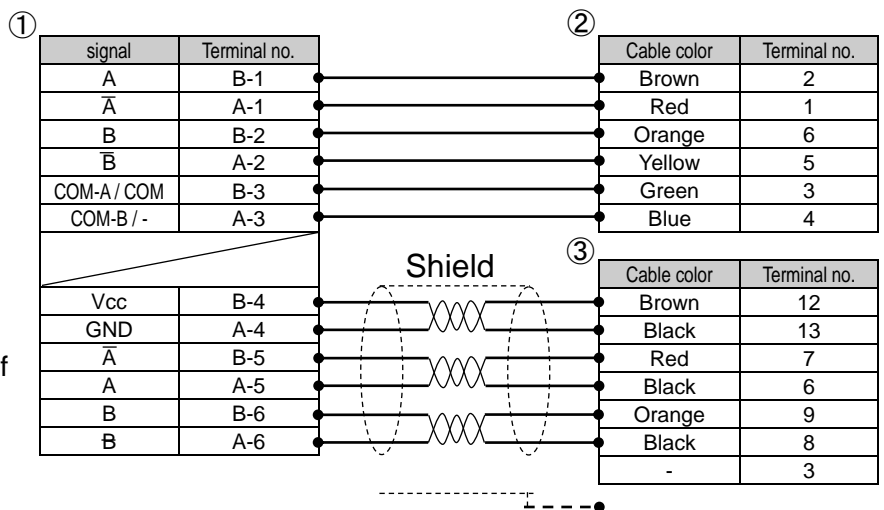 ① ②
signal Terminal no. Cable color Terminal no.
A B-1 Brown 2
A̅ A-1 Red 1
B B-2 Orange 6
B̅ A-2 Yellow 5
COM-A / COM B-3 Green 3
COM-B / - A-3 Blue 4
Shield ③
Cable color Terminal no.
Vcc B-4 Brown 12
GND A-4 Black 13
A̅ B-5 Red 7
f
A A-5 Black 6
B B-6 Orange 9
B̶ A-6 Black 8
- 3